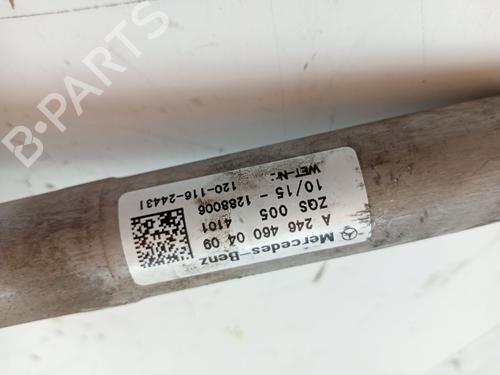 Mercedes-Benz
A 246 460 04 09
ZGS 005 4101
10/15 - 1288006
WET-Nr.:
120-116-24431
B-PARTS